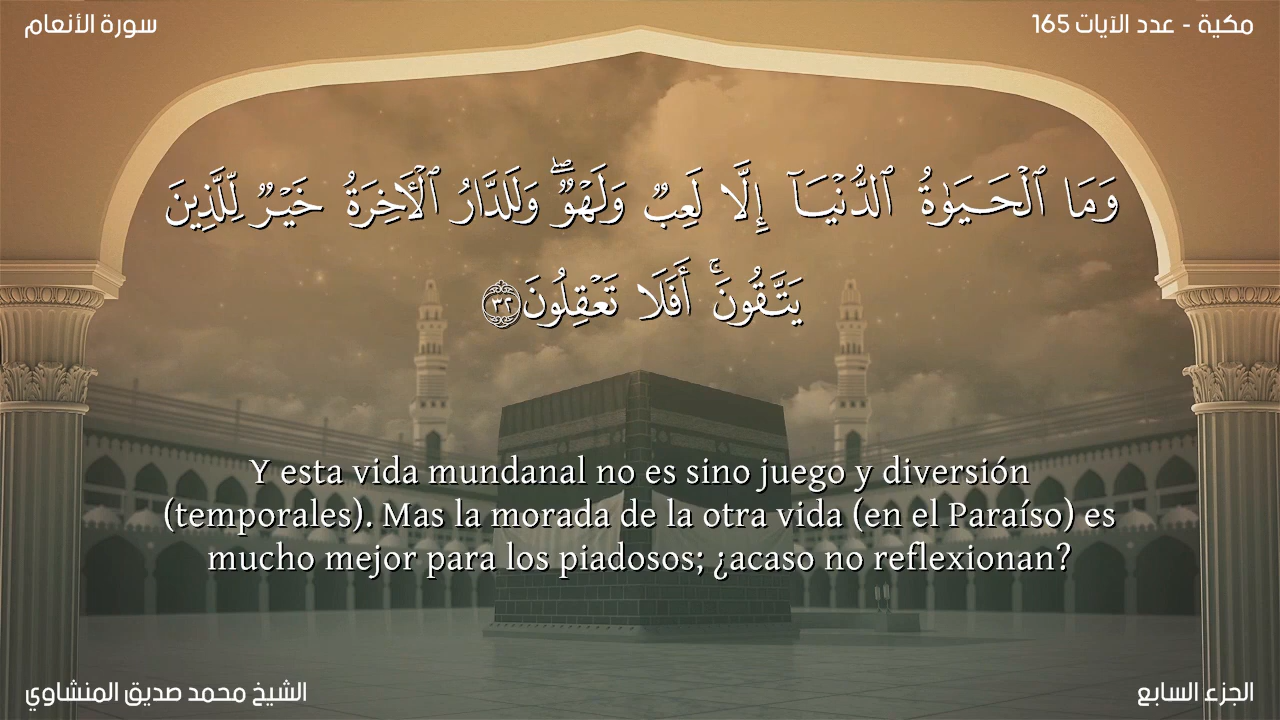 سورة الأنعام
مكية - عدد الآيات 165
وَمَا ٱلْحَيَوٰةُ ٱلدُّنْيَآ إِلَّا لَعِبٌ وَلَهْوٌ ۖ وَلَلدَّارُ ٱلْـَٔاخِرَةُ خَيْرٌ لِّلَّذِينَ
يَتَّقُونَ ۚ أَفَلَا تَعْقِلُونَ ٣٢
Y esta vida mundanal no es sino juego y diversión
(temporales). Mas la morada de la otra vida (en el Paraíso) es
mucho mejor para los piadosos; ¿acaso no reflexionan?
الشيخ محمد صديق المنشاوي
الجزء السابع